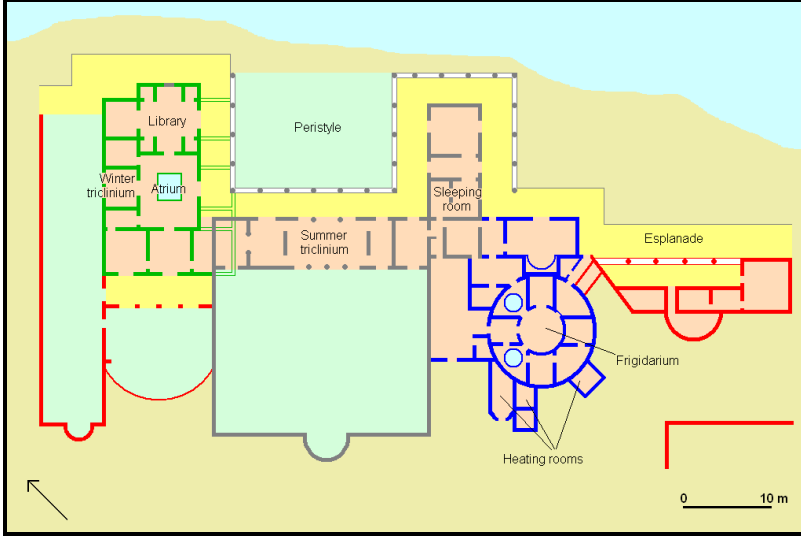 Library
Peristyle
Winter
triclinium
Atrium
Sleeping
room
Summer
triclinium
Esplanade
Frigidarium
Heating rooms
0 10 m